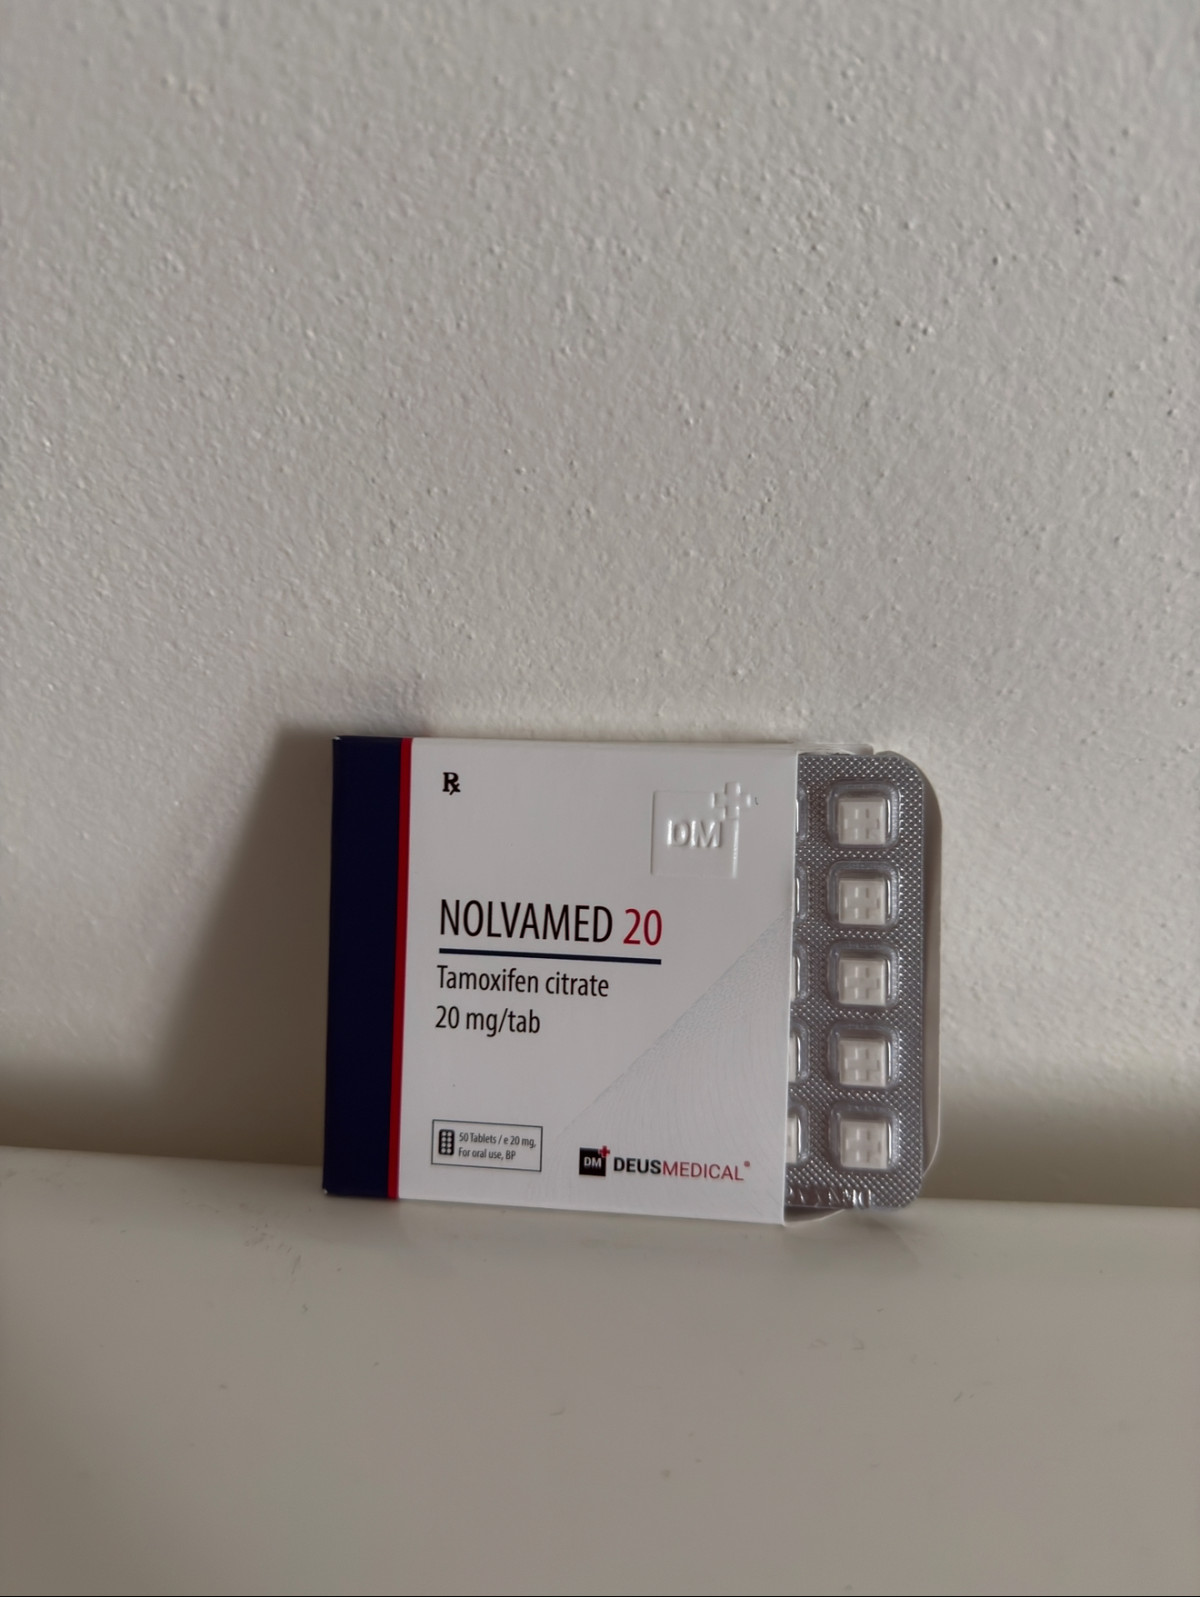 ℞
DM
NOLVAMED 20
Tamoxifen citrate
20 mg/tab
50 Tablets / e 20 mg,
For oral use, BP
DM DEUSMEDICAL®